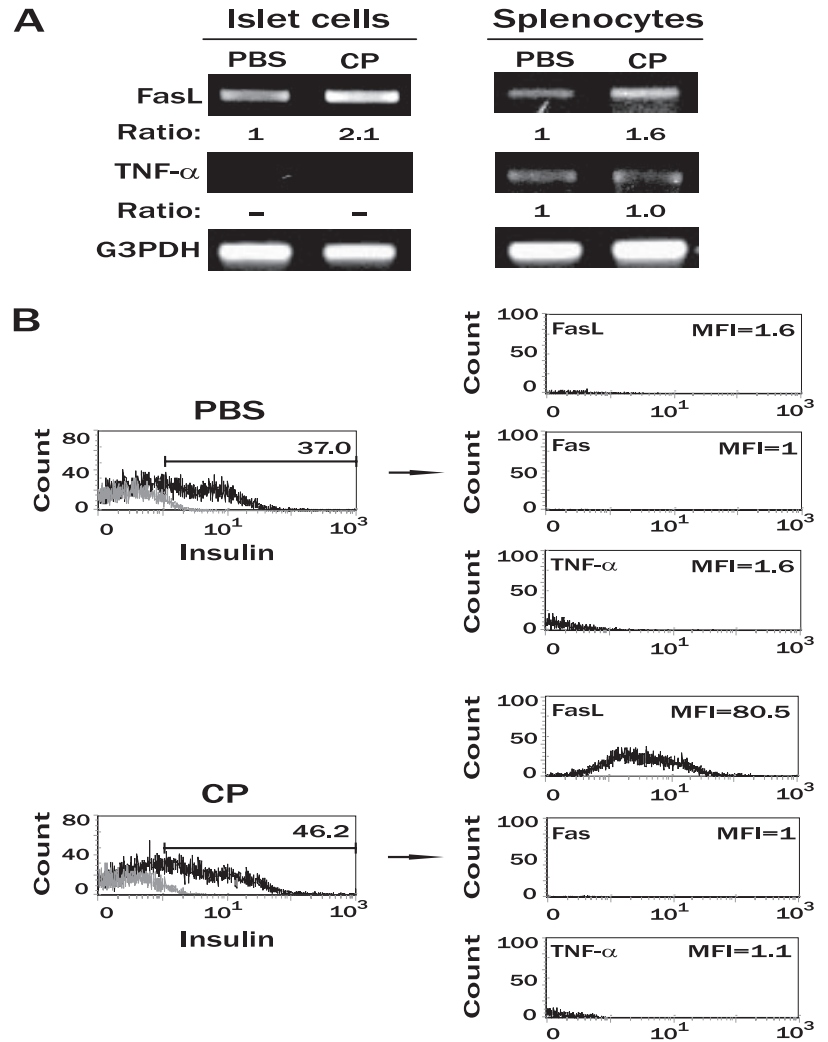 A
Islet cells Splenocytes
PBS CP PBS CP
FasL
Ratio: 1 2.1 1 1.6
TNF-α
Ratio: – – 1 1.0
G3PDH
B
PBS
Count
80
40
0
37.0
0 10¹ 10³
Insulin
Count
100
50
0
FasL MFI=1.6
0 10¹ 10³
Count
100
50
0
Fas MFI=1
0 10¹ 10³
Count
100
50
0
TNF-α MFI=1.6
0 10¹ 10³
CP
Count
80
40
0
46.2
0 10¹ 10³
Insulin
Count
100
50
0
FasL MFI=80.5
0 10¹ 10³
Count
100
50
0
Fas MFI=1
0 10¹ 10³
Count
100
50
0
TNF-α MFI=1.1
0 10¹ 10³